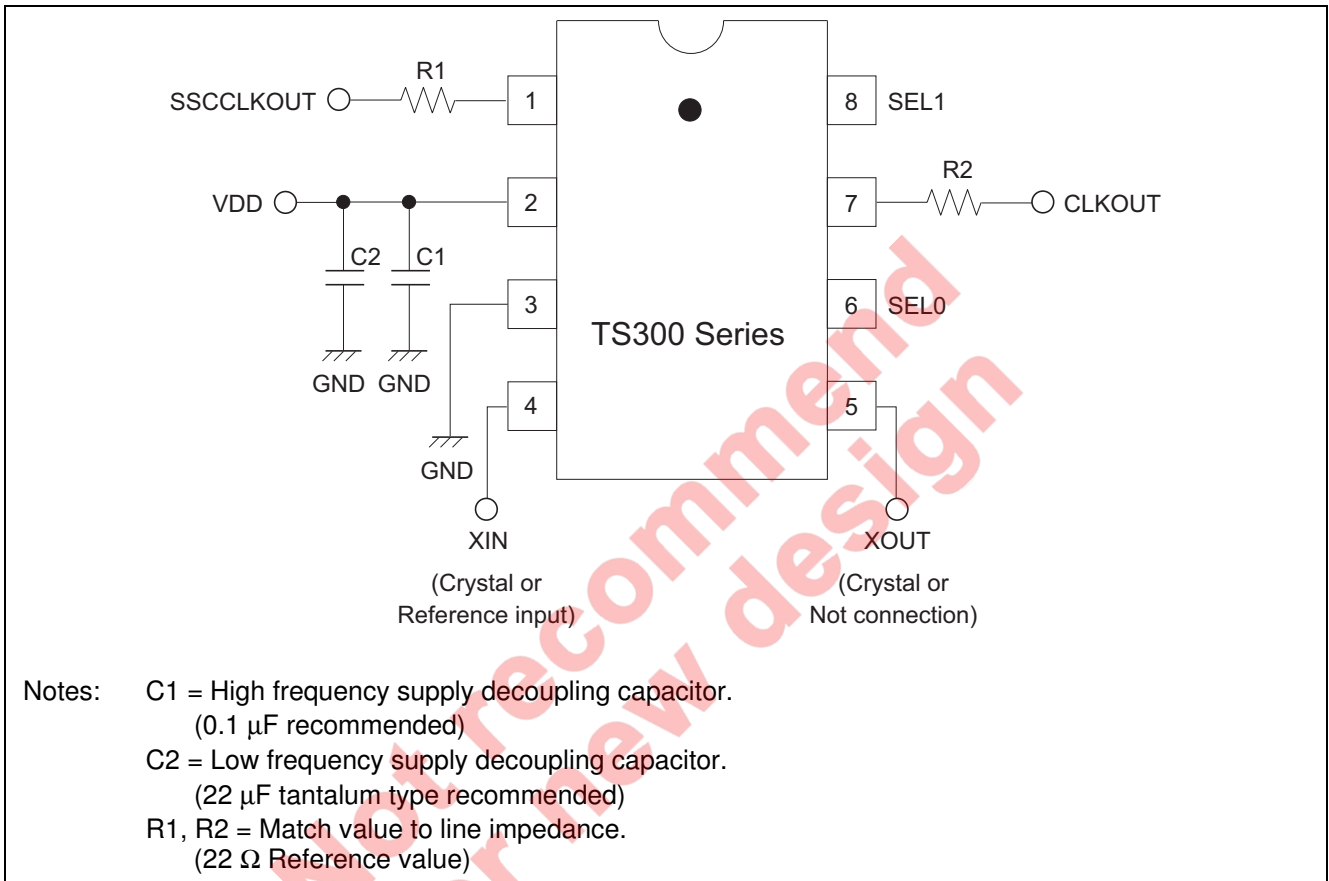 R1
SSCCLKOUT
1
8 SEL1
R2
VDD
2
7
CLKOUT
C2 C1
3
6 SEL0
TS300 Series
GND GND
4
5
GND
XIN
XOUT
(Crystal or
Reference input)
(Crystal or
Not connection)
Notes: C1 = High frequency supply decoupling capacitor.
(0.1 μF recommended)
C2 = Low frequency supply decoupling capacitor.
(22 μF tantalum type recommended)
R1, R2 = Match value to line impedance.
(22 Ω Reference value)
Not recommend
for new design